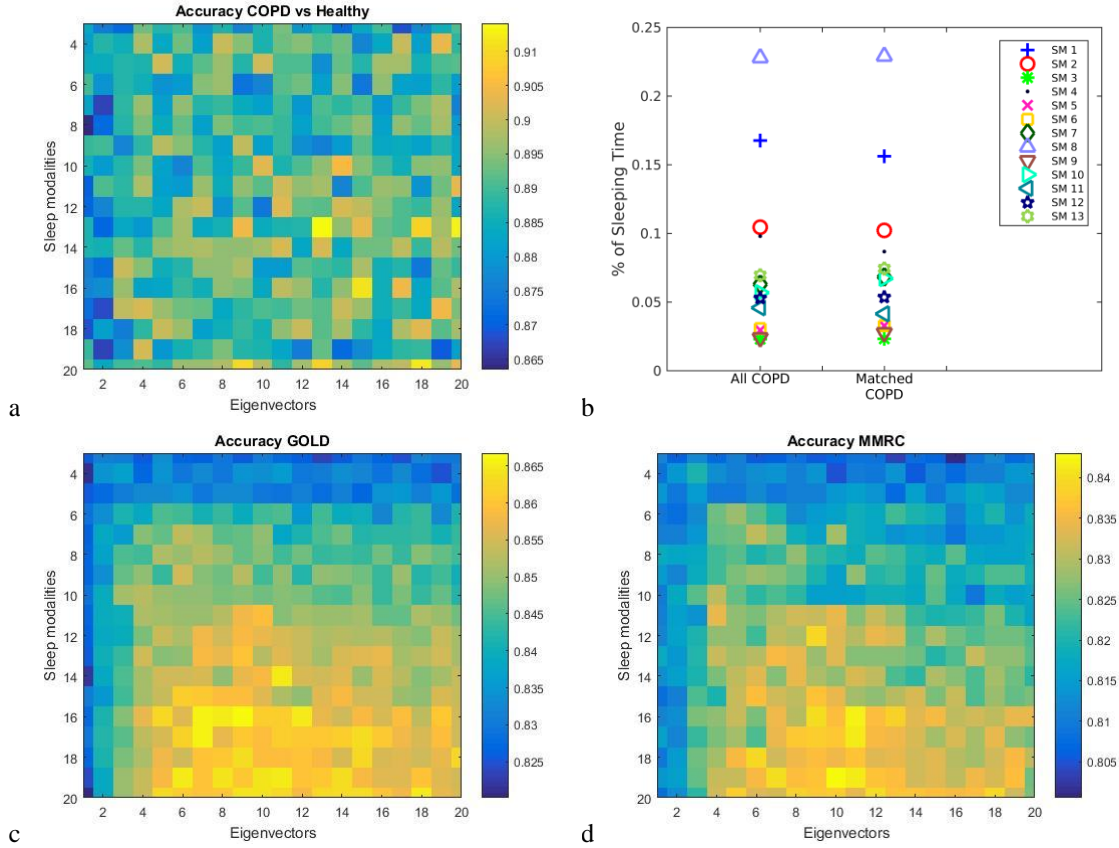 Accuracy COPD vs Healthy
4
6
8
10
12
14
16
18
20
Sleep modalities
2 4 6 8 10 12 14 16 18 20
Eigenvectors
0.91
0.905
0.9
0.895
0.89
0.885
0.88
0.875
0.87
0.865
a
0.25
0.2
0.15
0.1
0.05
0
% of Sleeping Time
All COPD
Matched
COPD
SM 1
SM 2
SM 3
SM 4
SM 5
SM 6
SM 7
SM 8
SM 9
SM 10
SM 11
SM 12
SM 13
b
Accuracy GOLD
4
6
8
10
12
14
16
18
20
Sleep modalities
2 4 6 8 10 12 14 16 18 20
Eigenvectors
0.865
0.86
0.855
0.85
0.845
0.84
0.835
0.83
0.825
c
Accuracy MMRC
4
6
8
10
12
14
16
18
20
Sleep modalities
2 4 6 8 10 12 14 16 18 20
Eigenvectors
0.84
0.835
0.83
0.825
0.82
0.815
0.81
0.805
d